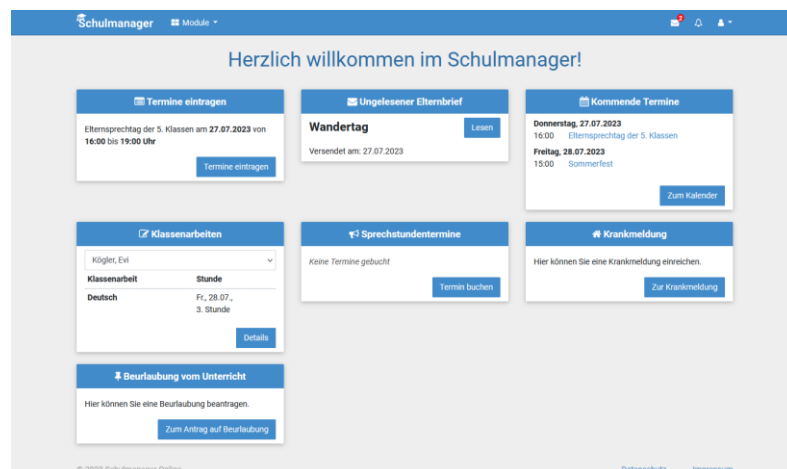 Schulmanager Module
2
Herzlich willkommen im Schulmanager!
Termine eintragen
Elternsprechtag der 5. Klassen am 27.07.2023 von
16:00 bis 19:00 Uhr
Termine eintragen
Ungelesener Elternbrief
Wandertag
Lesen
Versendet am: 27.07.2023
Kommende Termine
Donnerstag, 27.07.2023
16:00 Elternsprechtag der 5. Klassen
Freitag, 28.07.2023
15:00 Sommerfest
Zum Kalender
Klassenarbeiten
Kögler, Evi
Klassenarbeit Stunde
Deutsch Fr., 28.07.,
3. Stunde
Details
Sprechstundentermine
Keine Termine gebucht
Termin buchen
Krankmeldung
Hier können Sie eine Krankmeldung einreichen.
Zur Krankmeldung
Beurlaubung vom Unterricht
Hier können Sie eine Beurlaubung beantragen.
Zum Antrag auf Beurlaubung
Schulmanager Online
Datenschutz Impressum